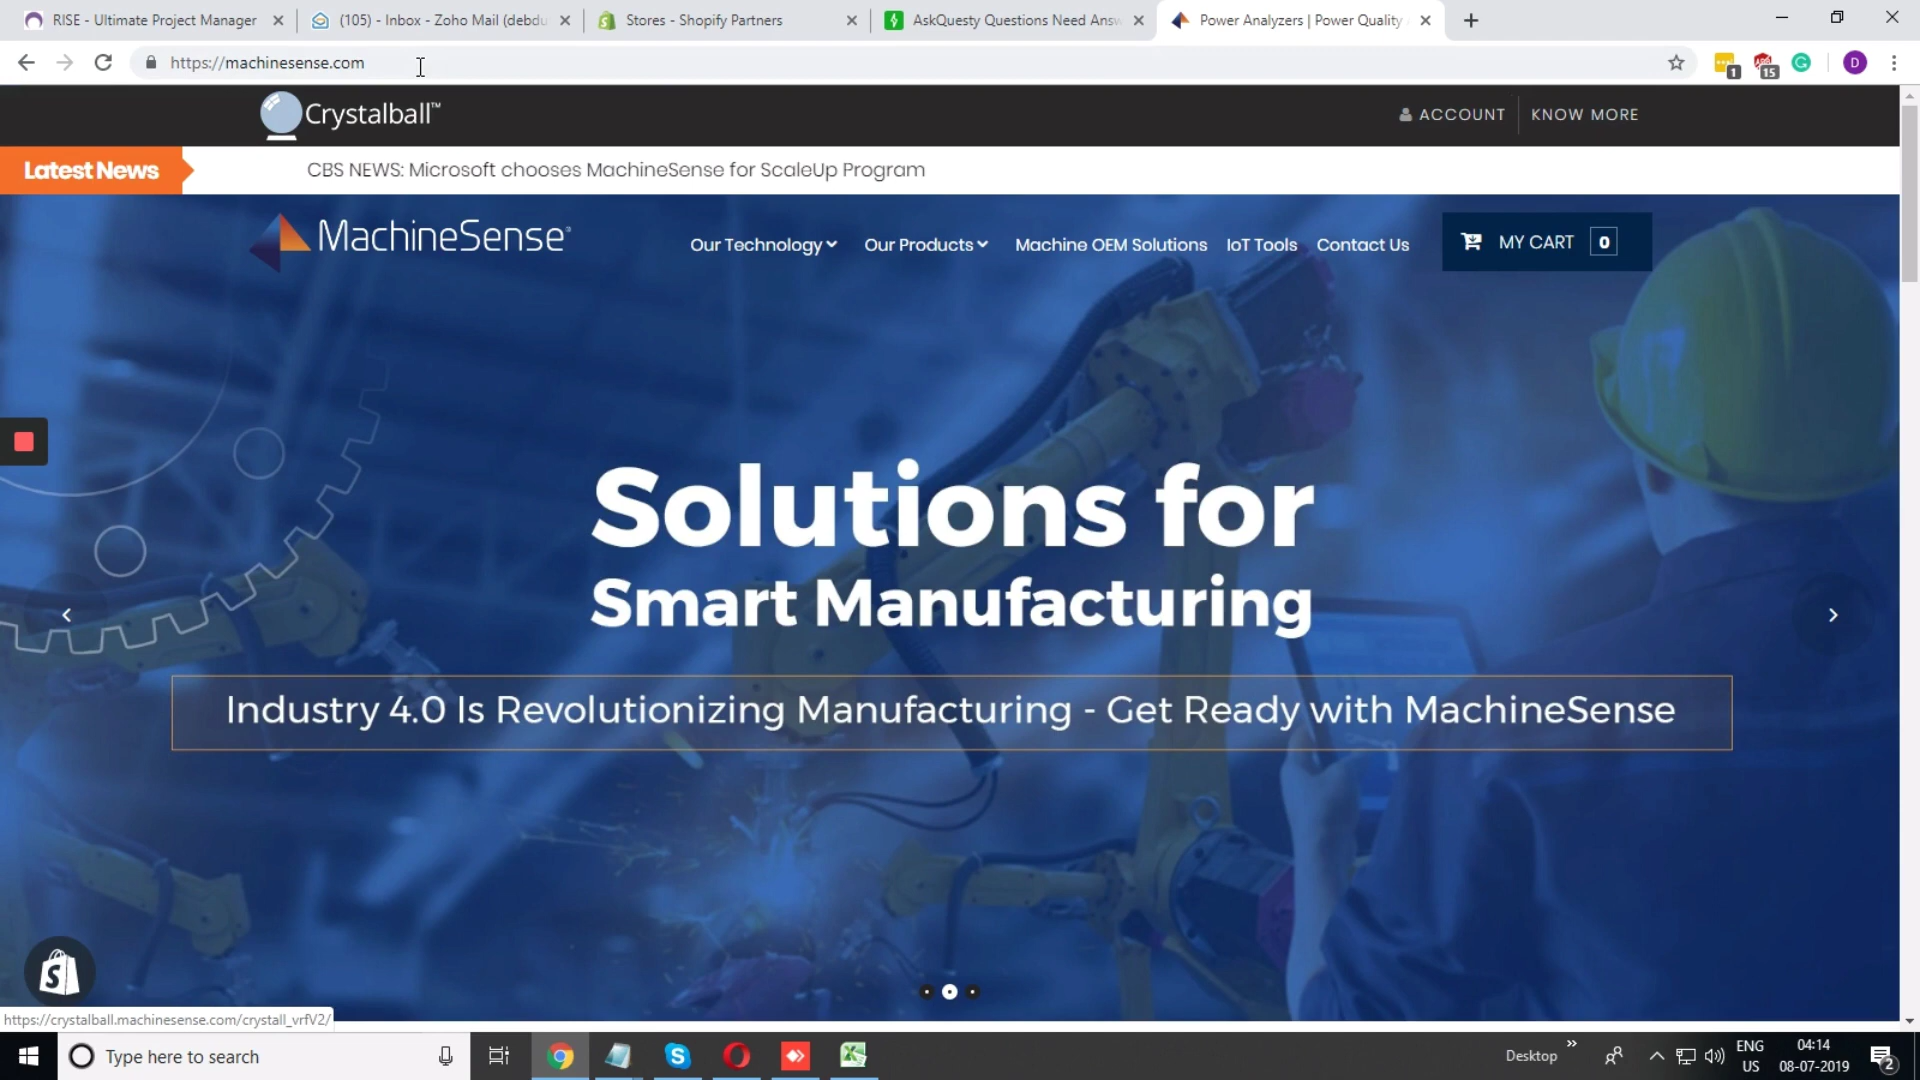 RISE - Ultimate Project Manager
(105) - Inbox - Zoho Mail (debdu
Stores - Shopify Partners
AskQuesty Questions Need Answ
Power Analyzers | Power Quality
https://machinesense.com
1
15
D
Crystalball™
ACCOUNT
KNOW MORE
Latest News
CBS NEWS: Microsoft chooses MachineSense for ScaleUp Program
MachineSense®
Our Technology
Our Products
Machine OEM Solutions
IoT Tools
Contact Us
MY CART 0
Solutions for
Smart Manufacturing
Industry 4.0 Is Revolutionizing Manufacturing - Get Ready with MachineSense
https://crystalball.machinesense.com/crystall_vrfV2/
Type here to search
Desktop
ENG
US
04:14
08-07-2019
2